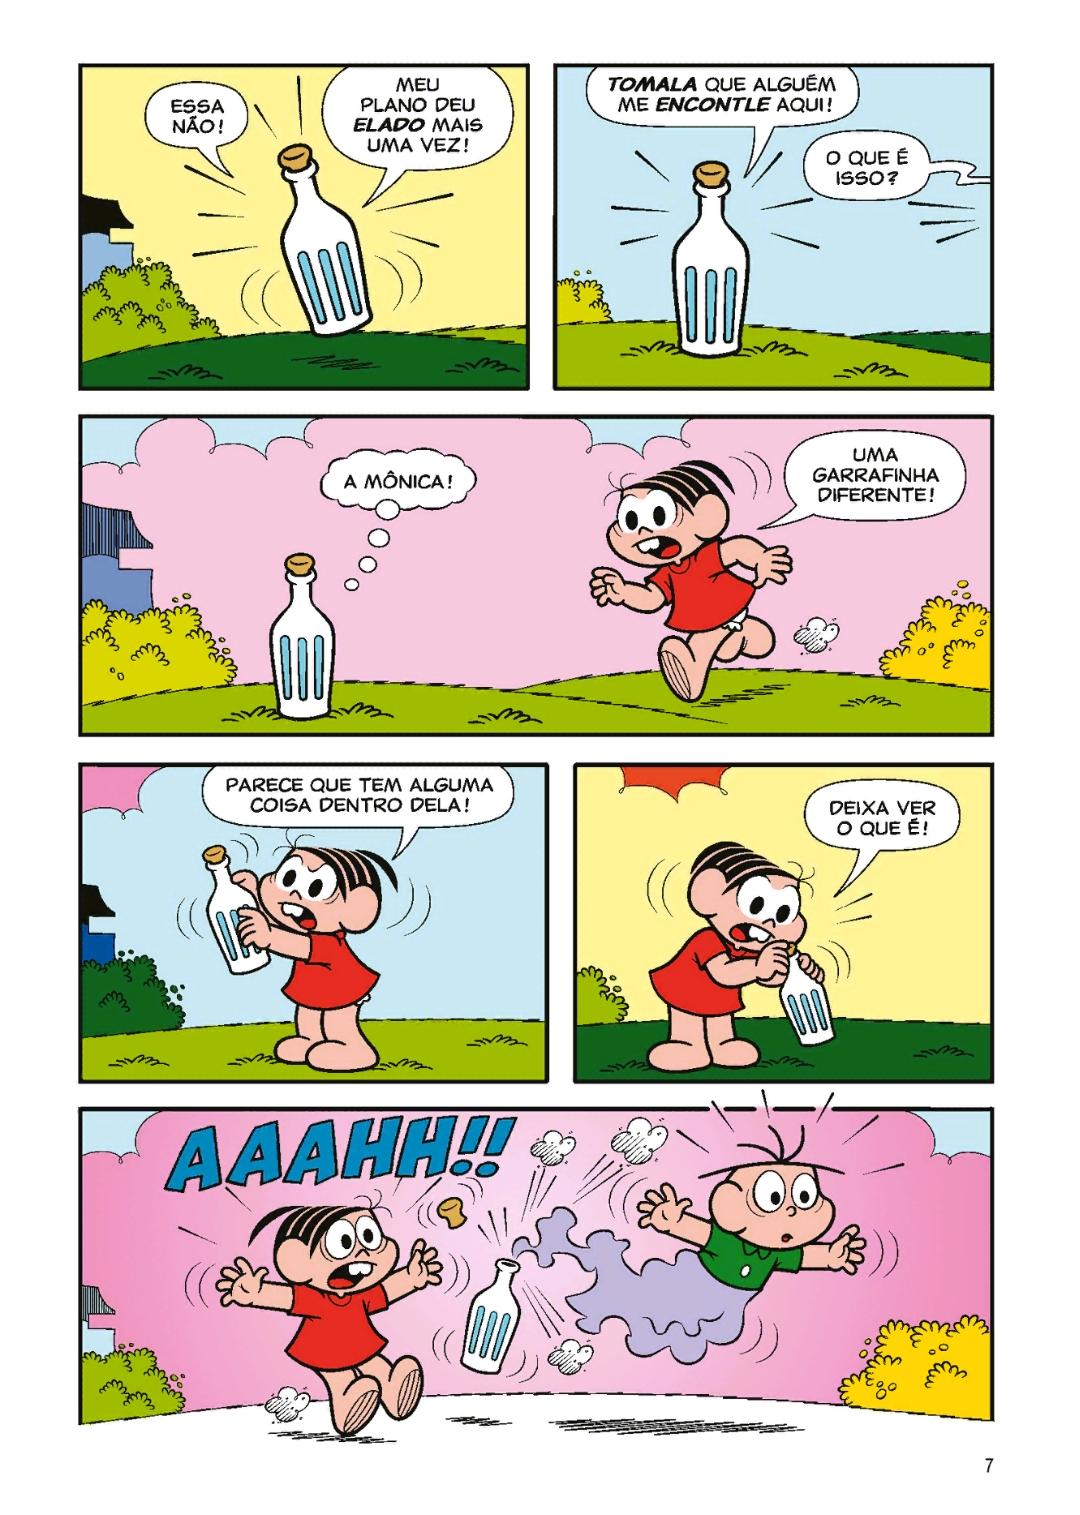 ESSA
NÃO!
MEU
PLANO DEU
ELADO MAIS
UMA VEZ!
TOMALA QUE ALGUÉM
ME ENCONTLE AQUI!
O QUE É
ISSO?
A MÔNICA!
UMA
GARRAFINHA
DIFERENTE!
PARECE QUE TEM ALGUMA
COISA DENTRO DELA!
DEIXA VER
O QUE É!
AAAHH!!
7